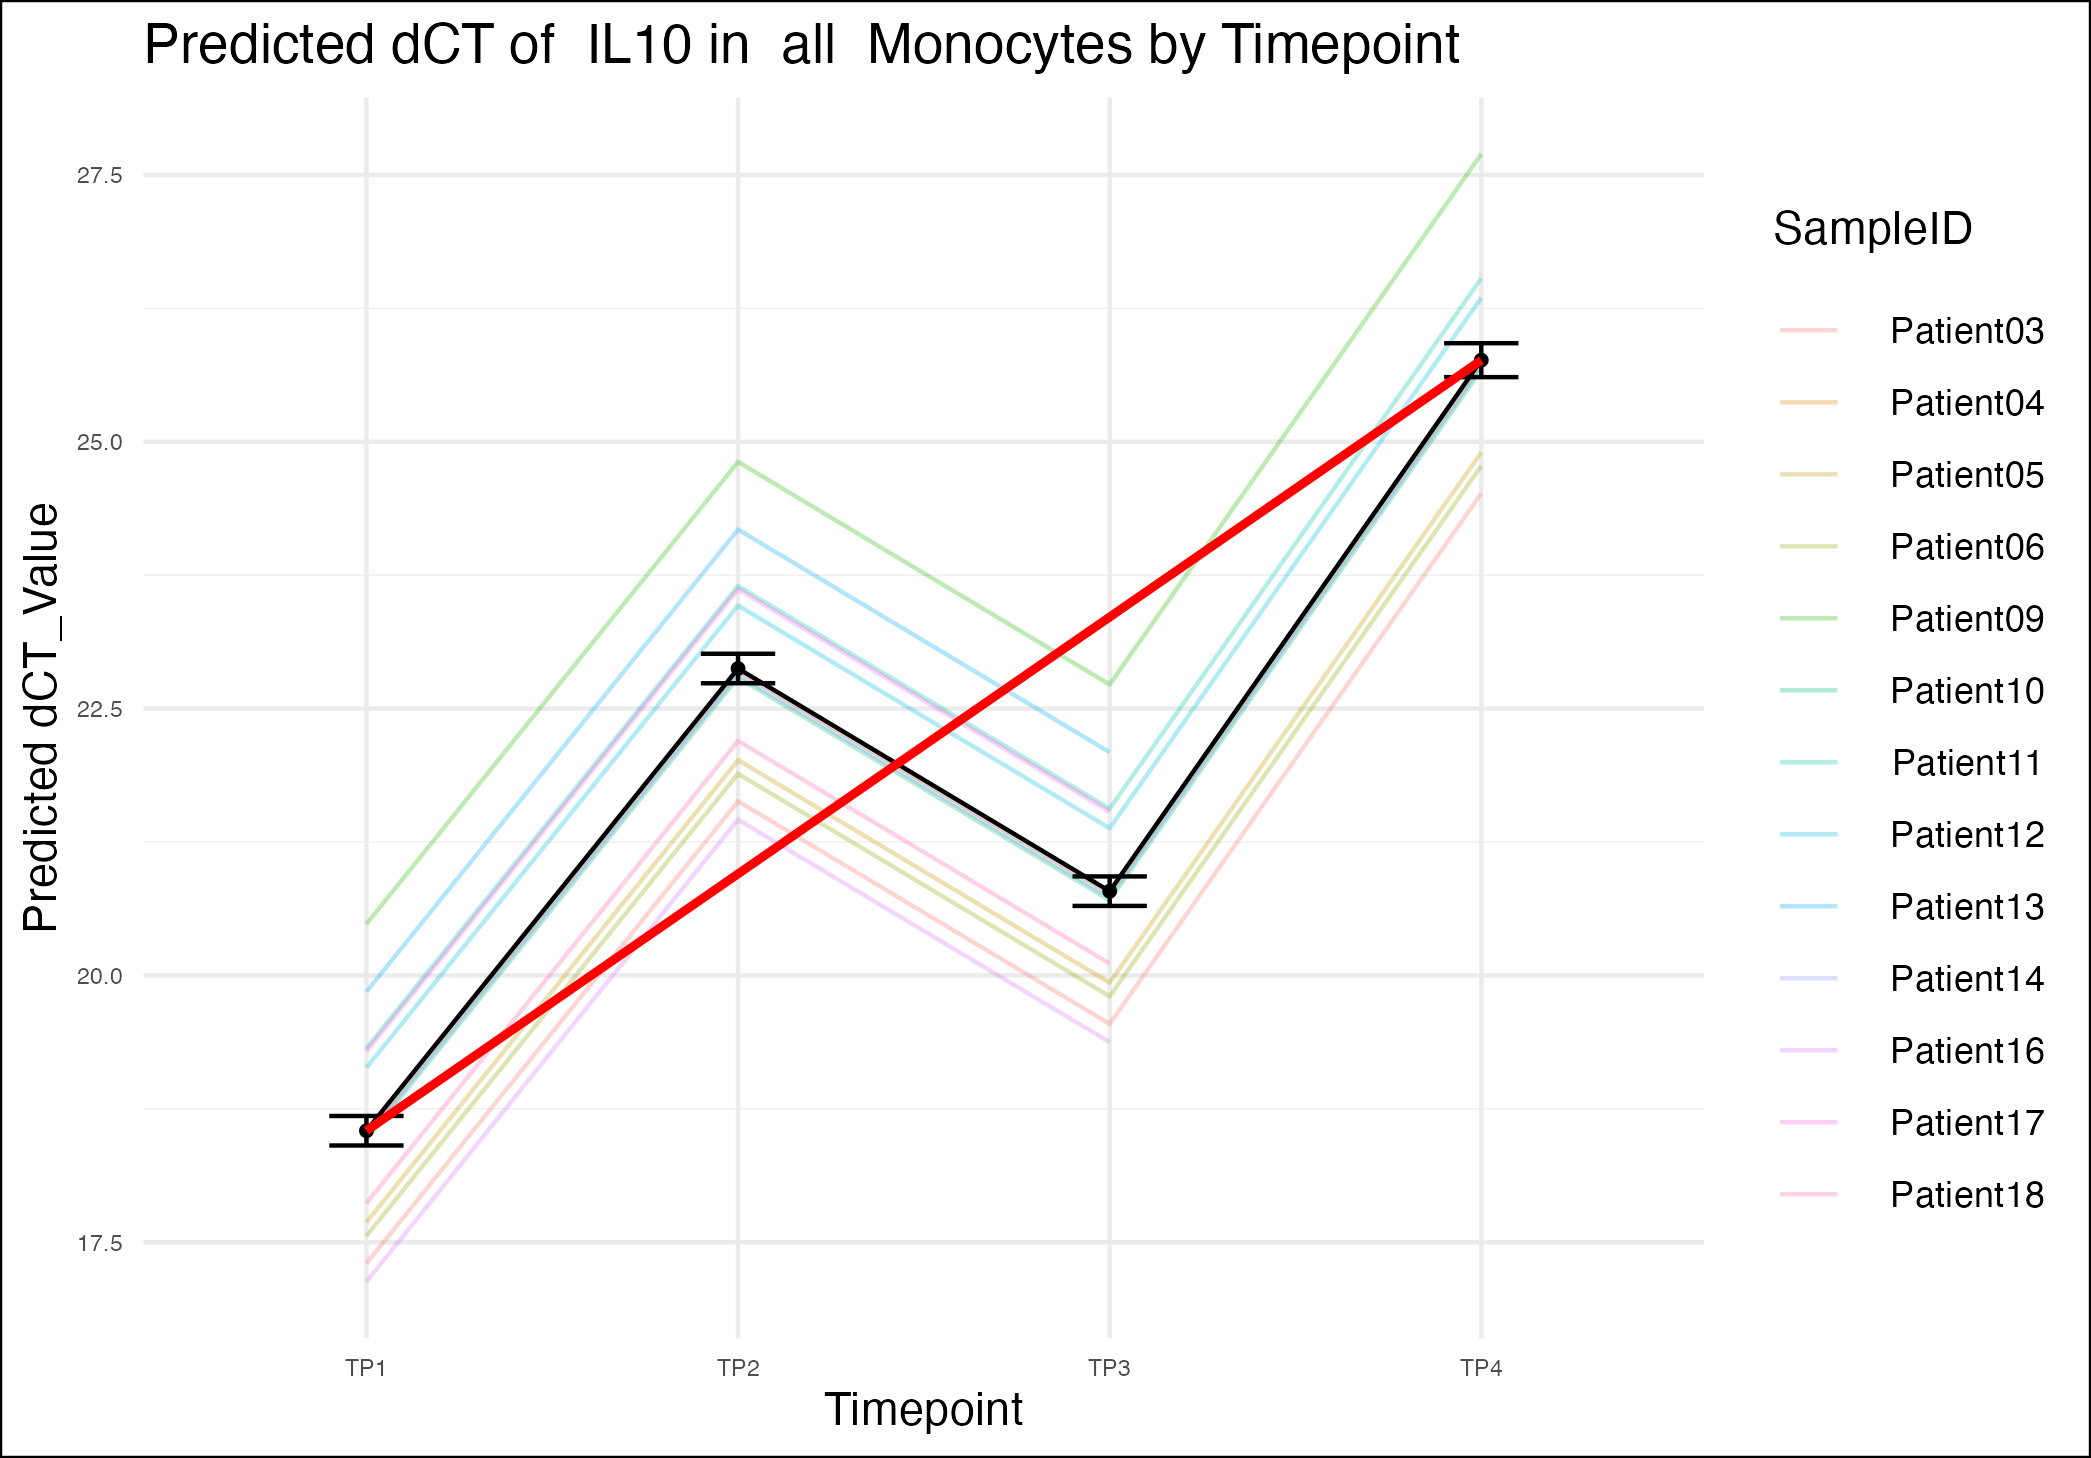 Predicted dCT of  IL10 in  all  Monocytes by Timepoint
Predicted dCT_Value
27.5
25.0
22.5
20.0
17.5
TP1 TP2 TP3 TP4
Timepoint
SampleID
Patient03
Patient04
Patient05
Patient06
Patient09
Patient10
Patient11
Patient12
Patient13
Patient14
Patient16
Patient17
Patient18